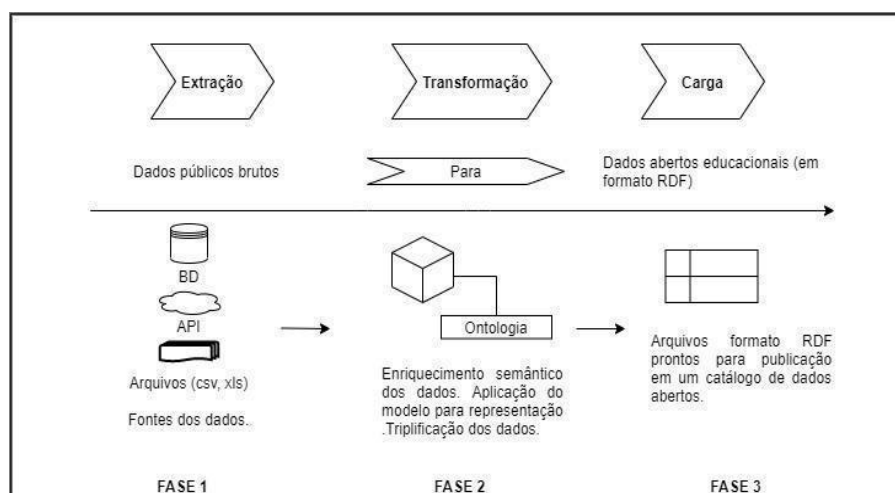 Extração
Transformação
Carga
Dados públicos brutos
Para
Dados abertos educacionais (em
formato RDF)
BD
API
Arquivos (csv, xls)
Fontes dos dados.
Ontologia
Enriquecimento semântico
dos dados. Aplicação do
modelo para representação
.Triplificação dos dados.
Arquivos formato RDF
prontos para publicação
em um catálogo de dados
abertos.
FASE 1
FASE 2
FASE 3